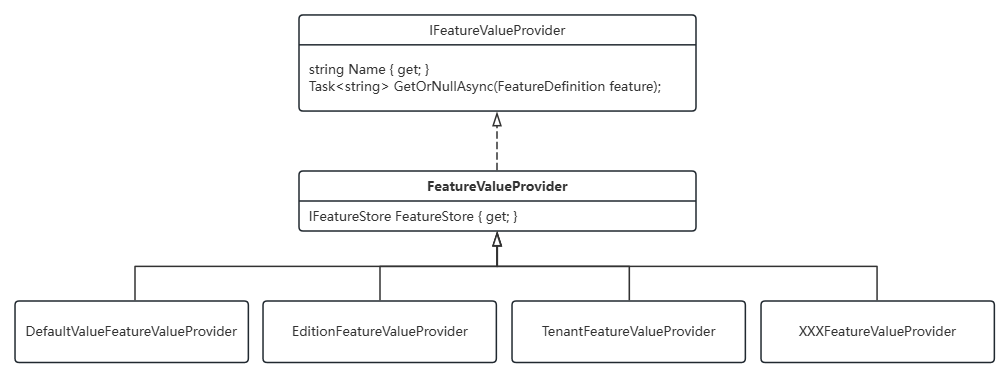 IFeatureValueProvider
string Name { get; }
Task<string> GetOrNullAsync(FeatureDefinition feature);
FeatureValueProvider
IFeatureStore FeatureStore { get; }
DefaultValueFeatureValueProvider
EditionFeatureValueProvider
TenantFeatureValueProvider
XXXFeatureValueProvider